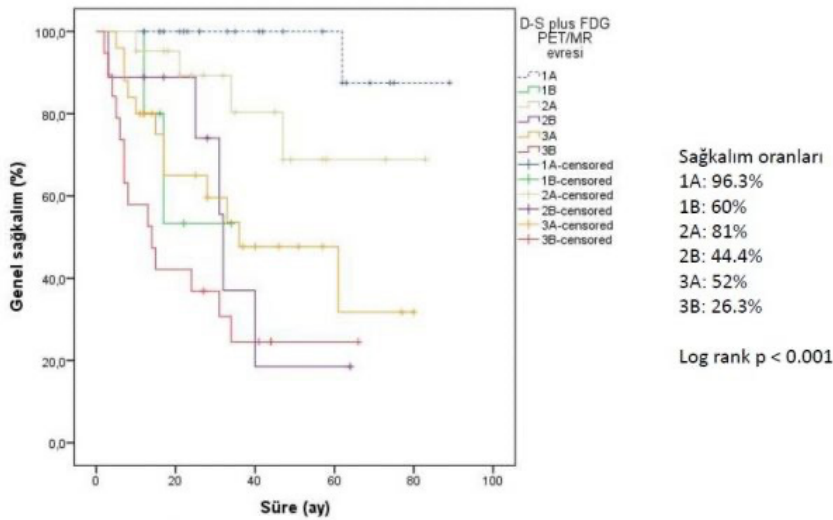 D-S plus FDG
PET/MR
evresi
1A
1B
2A
2B
3A
3B
1A-censored
1B-censored
2A-censored
2B-censored
3A-censored
3B-censored
Genel sağkalım (%)
100,0
80,0
60,0
40,0
20,0
0,0
0 20 40 60 80 100
Süre (ay)
Sağkalım oranları
1A: 96.3%
1B: 60%
2A: 81%
2B: 44.4%
3A: 52%
3B: 26.3%
Log rank p < 0.001